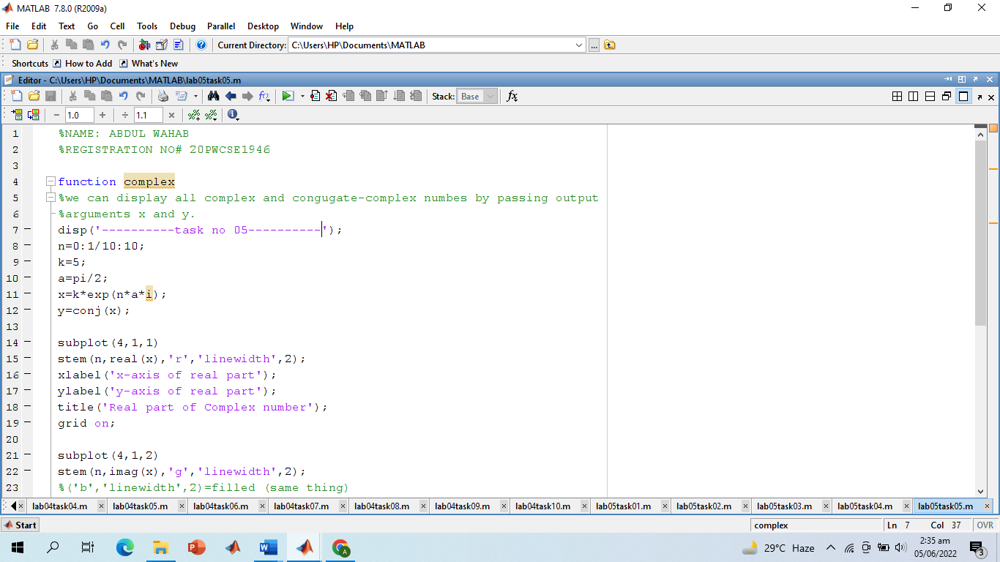 MATLAB 7.8.0 (R2009a)
File Edit Text Go Cell Tools Debug Parallel Desktop Window Help
Current Directory: C:\Users\HP\Documents\MATLAB ...
Shortcuts How to Add What's New
Editor - C:\Users\HP\Documents\MATLAB\lab05task05.m
Stack: Base fx
− 1.0 + ÷ 1.1 ×
1 %NAME: ABDUL WAHAB
2 %REGISTRATION NO# 20PWCSE1946
3
4 function complex
5 %we can display all complex and congugate-complex numbes by passing output
6 %arguments x and y.
7 disp('----------task no 05----------');
8 n=0:1/10:10;
9 k=5;
10 a=pi/2;
11 x=k*exp(n*a*i);
12 y=conj(x);
13
14 subplot(4,1,1)
15 stem(n,real(x),'r','linewidth',2);
16 xlabel('x-axis of real part');
17 ylabel('y-axis of real part');
18 title('Real part of Complex number');
19 grid on;
20
21 subplot(4,1,2)
22 stem(n,imag(x),'g','linewidth',2);
23 %('b','linewidth',2)=filled (same thing)
lab04task04.m lab04task05.m lab04task06.m lab04task07.m lab04task08.m lab04task09.m lab04task10.m lab05task01.m lab05task02.m lab05task03.m lab05task04.m lab05task05.m
Start complex Ln 7 Col 37 OVR
29°C Haze 2:35 am
05/06/2022 3